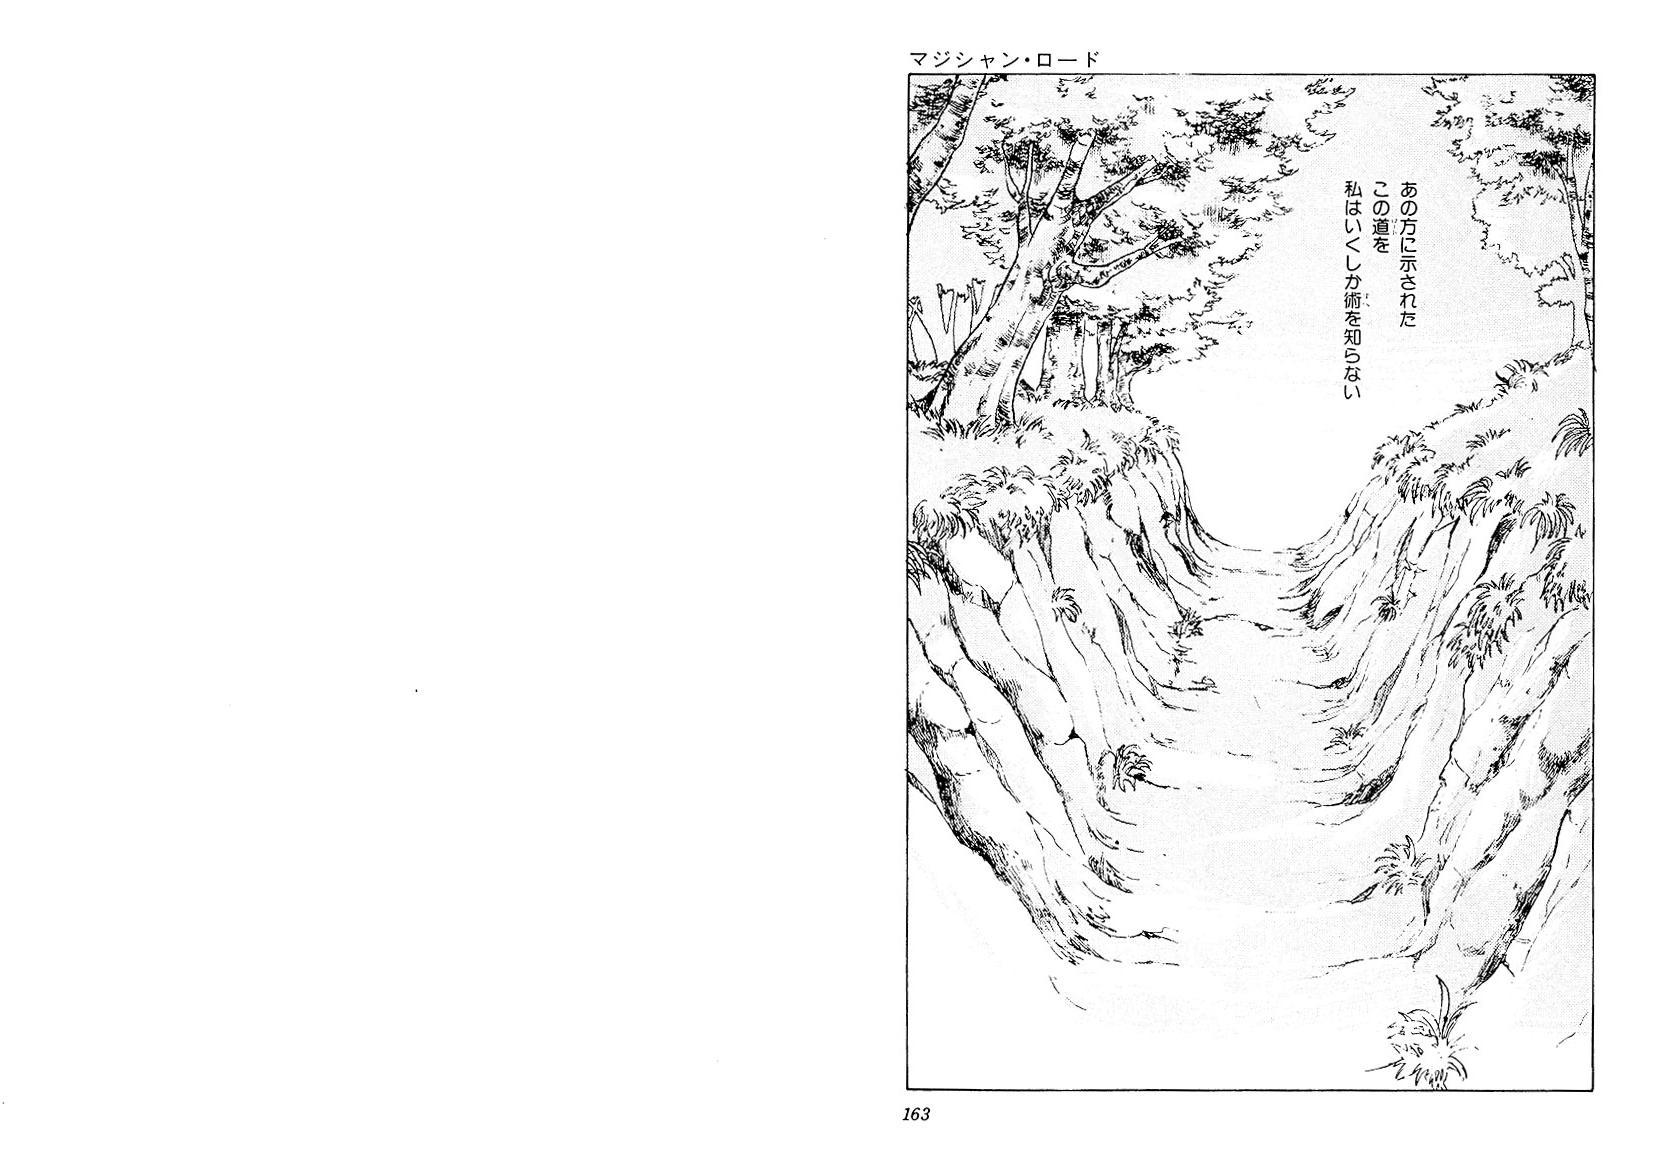 マジシャン・ロード
あの方に示された
この道を
私はいくしか術を知らない
163